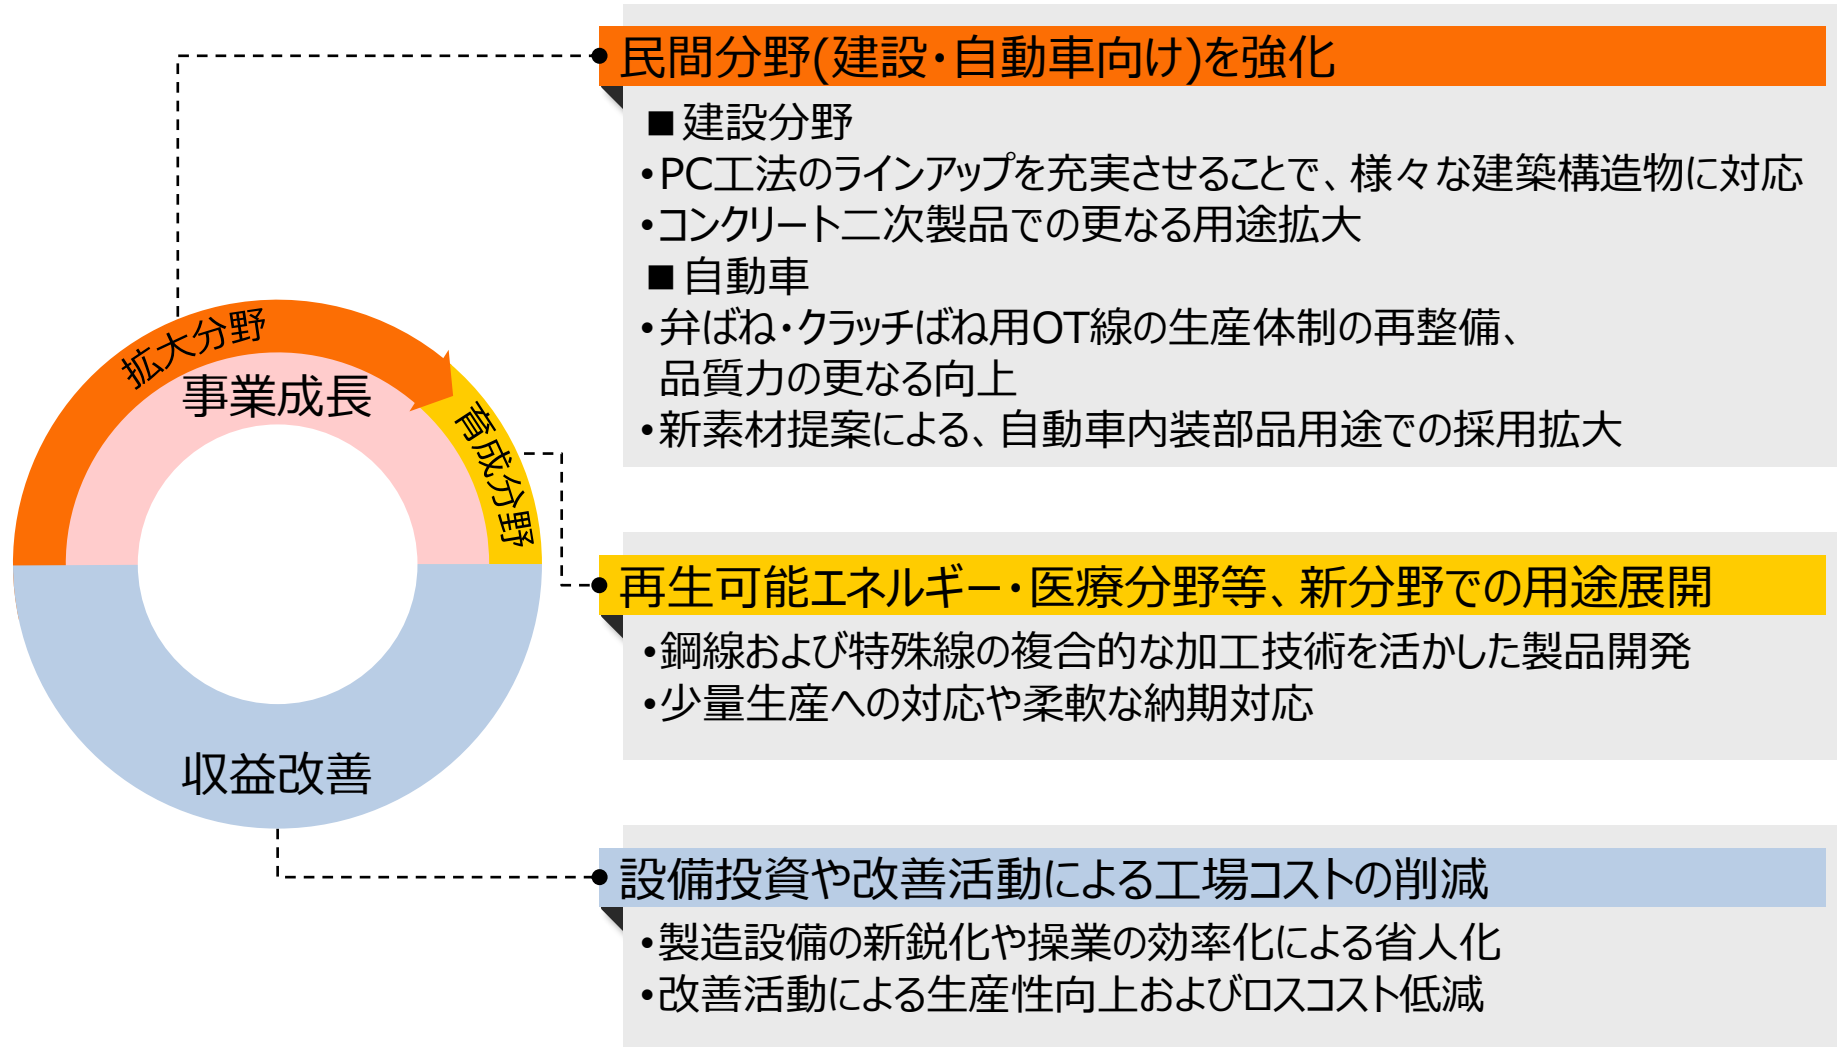 民間分野(建設・自動車向け)を強化
■建設分野
・PC工法のラインアップを充実させることで、様々な建築構造物に対応
・コンクリート二次製品での更なる用途拡大
■自動車
・弁ばね・クラッチばね用OT線の生産体制の再整備、
品質力の更なる向上
・新素材提案による、自動車内装部品用途での採用拡大
拡大分野
事業成長
育成分野
収益改善
再生可能エネルギー・医療分野等、新分野での用途展開
・鋼線および特殊線の複合的な加工技術を活かした製品開発
・少量生産への対応や柔軟な納期対応
設備投資や改善活動による工場コストの削減
・製造設備の新鋭化や操業の効率化による省人化
・改善活動による生産性向上およびロスコスト低減